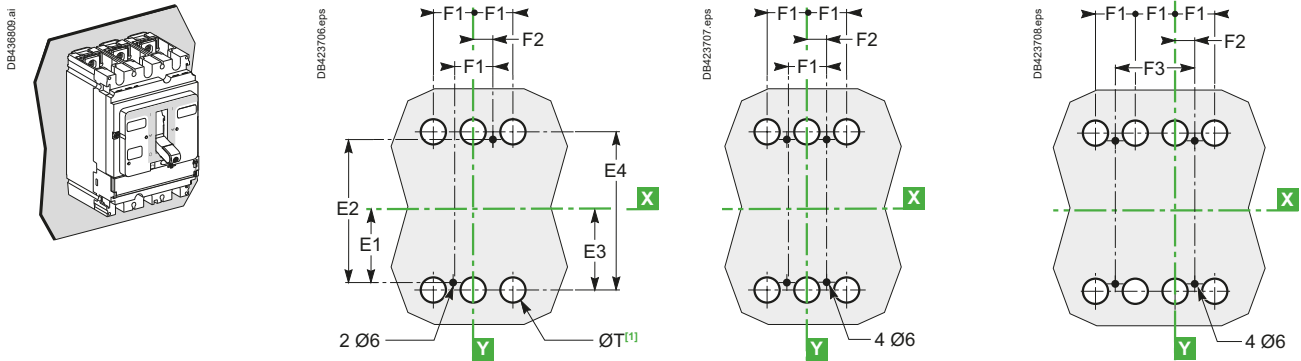 DB436809.ai
DB423706.eps
F1 F1
F2
F1
E4
E2
X
E1
E3
2 Ø6
ØT[1]
Y
DB423707.eps
F1 F1
F2
F1
X
4 Ø6
Y
DB423708.eps
F1 F1 F1
F2
F3
X
4 Ø6
Y